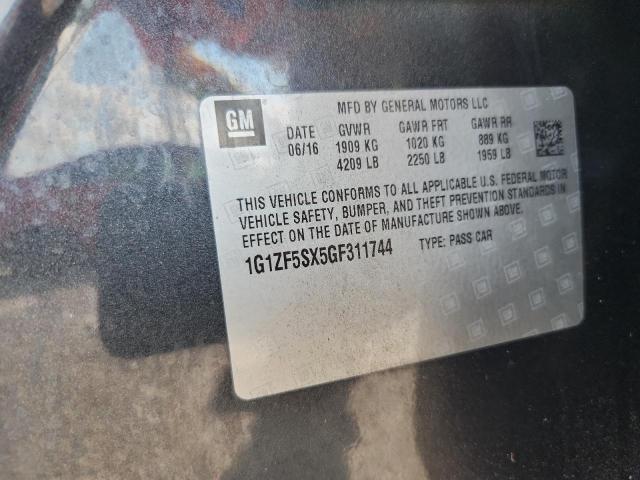 GM
MFD BY GENERAL MOTORS LLC
DATE GVWR GAWR FRT GAWR RR
06/16 1909 KG 1020 KG 889 KG
4209 LB 2250 LB 1959 LB
THIS VEHICLE CONFORMS TO ALL APPLICABLE U.S. FEDERAL MOTOR
VEHICLE SAFETY, BUMPER, AND THEFT PREVENTION STANDARDS IN
EFFECT ON THE DATE OF MANUFACTURE SHOWN ABOVE.
1G1ZF5SX5GF311744 TYPE: PASS CAR